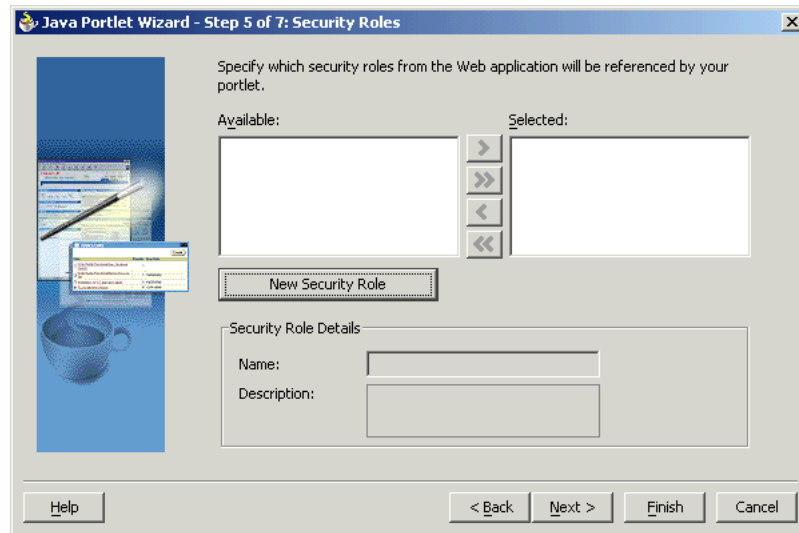 Java Portlet Wizard - Step 5 of 7: Security Roles
Specify which security roles from the Web application will be referenced by your
portlet.
Available:
Selected:
>
>>
<
<<
New Security Role
Security Role Details
Name:
Description:
Help
< Back
Next >
Finish
Cancel